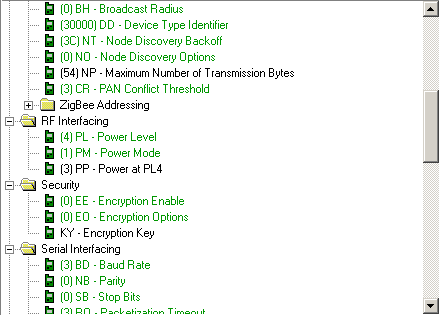 (0) BH - Broadcast Radius
(30000) DD - Device Type Identifier
(3C) NT - Node Discovery Backoff
(0) NO - Node Discovery Options
(54) NP - Maximum Number of Transmission Bytes
(3) CR - PAN Conflict Threshold
ZigBee Addressing
RF Interfacing
(4) PL - Power Level
(1) PM - Power Mode
(3) PP - Power at PL4
Security
(0) EE - Encryption Enable
(0) EO - Encryption Options
KY - Encryption Key
Serial Interfacing
(3) BD - Baud Rate
(0) NB - Parity
(0) SB - Stop Bits
(3) RO - Packetization Timeout